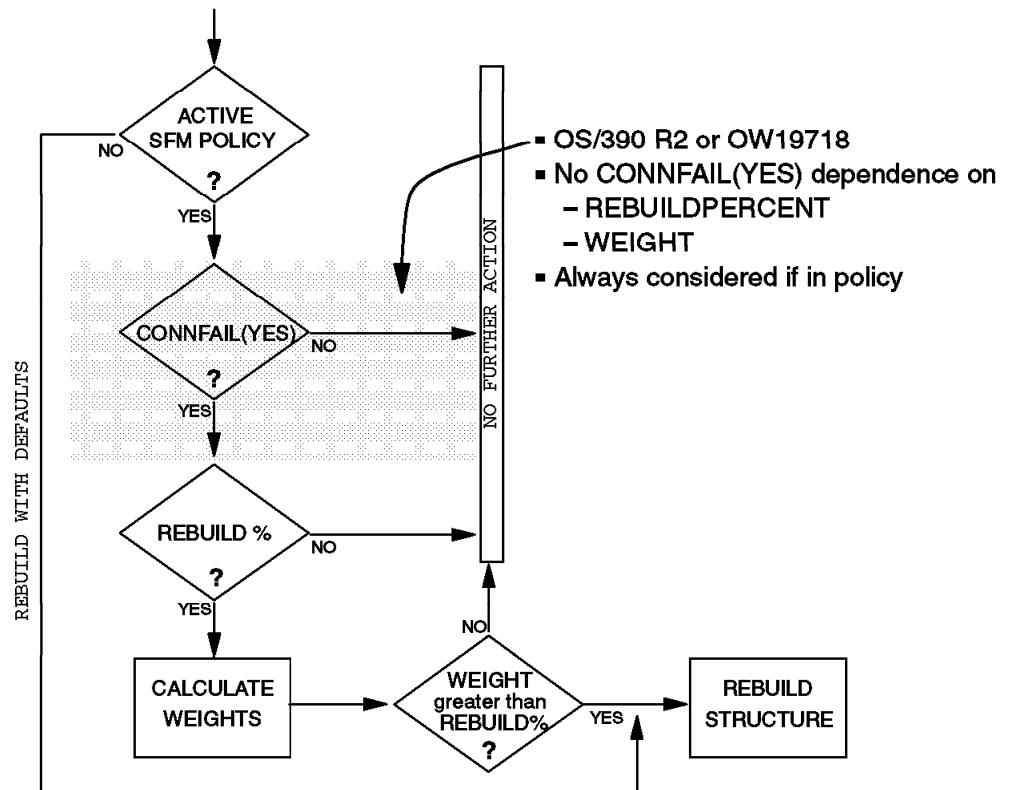 ACTIVE
SFM POLICY
?
NO
YES
CONNFAIL(YES)
?
NO
YES
REBUILD %
?
NO
YES
CALCULATE
WEIGHTS
WEIGHT
greater than
REBUILD%
?
NO
YES
REBUILD
STRUCTURE
NO FURTHER ACTION
REBUILD WITH DEFAULTS
▪ OS/390 R2 or OW19718
▪ No CONNFAIL(YES) dependence on
– REBUILDPERCENT
– WEIGHT
▪ Always considered if in policy